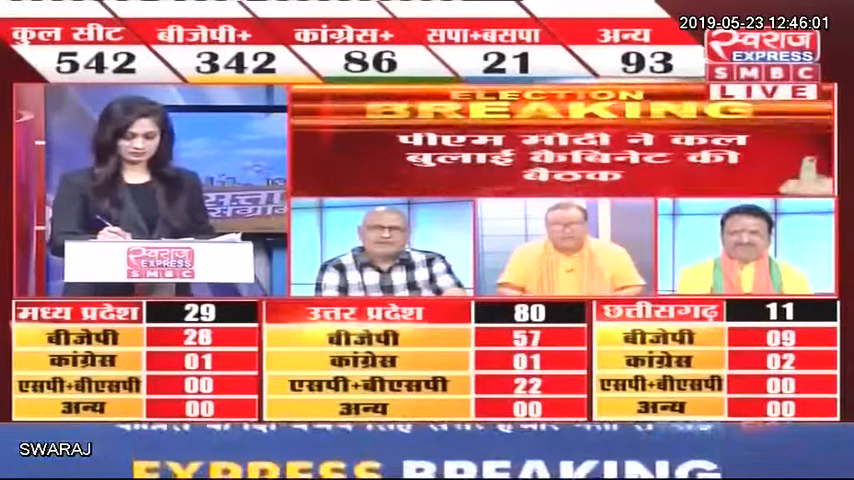 2019-05-23 12:46:01
कुल सीट बीजेपी+ कांग्रेस+ सपा+बसपा अन्य
542 342 86 21 93
स्वराज
EXPRESS
SMBC
LIVE
ELECTION
BREAKING
पीएम मोदी ने कल
बुलाई कैबिनेट की
बैठक
सत्ता
संग्राम
स्वराज
EXPRESS
SMBC
मध्य प्रदेश 29
बीजेपी 28
कांग्रेस 01
एसपी+बीएसपी 00
अन्य 00
उत्तर प्रदेश 80
बीजेपी 57
कांग्रेस 01
एसपी+बीएसपी 22
अन्य 00
छत्तीसगढ़ 11
बीजेपी 09
कांग्रेस 02
एसपी+बीएसपी 00
अन्य 00
SWARAJ
EXPRESS BREAKING